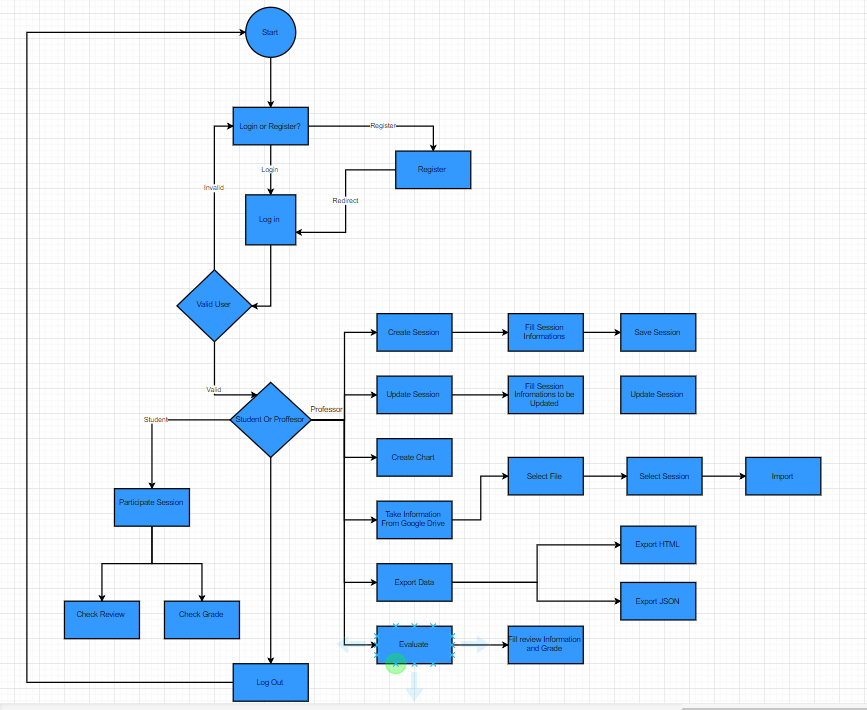 Start
Login or Register?
Register
Register
Login
Invalid
Redirect
Log in
Valid User
Valid
Student Or Proffesor
Student
Professor
Create Session
Fill Session
Informations
Save Session
Update Session
Fill Session
Infromations to be
Updated
Update Session
Create Chart
Take Information
From Google Drive
Select File
Select Session
Import
Participate Session
Export Data
Export HTML
Export JSON
Check Review
Check Grade
Evaluate
Fill review Information
and Grade
Log Out